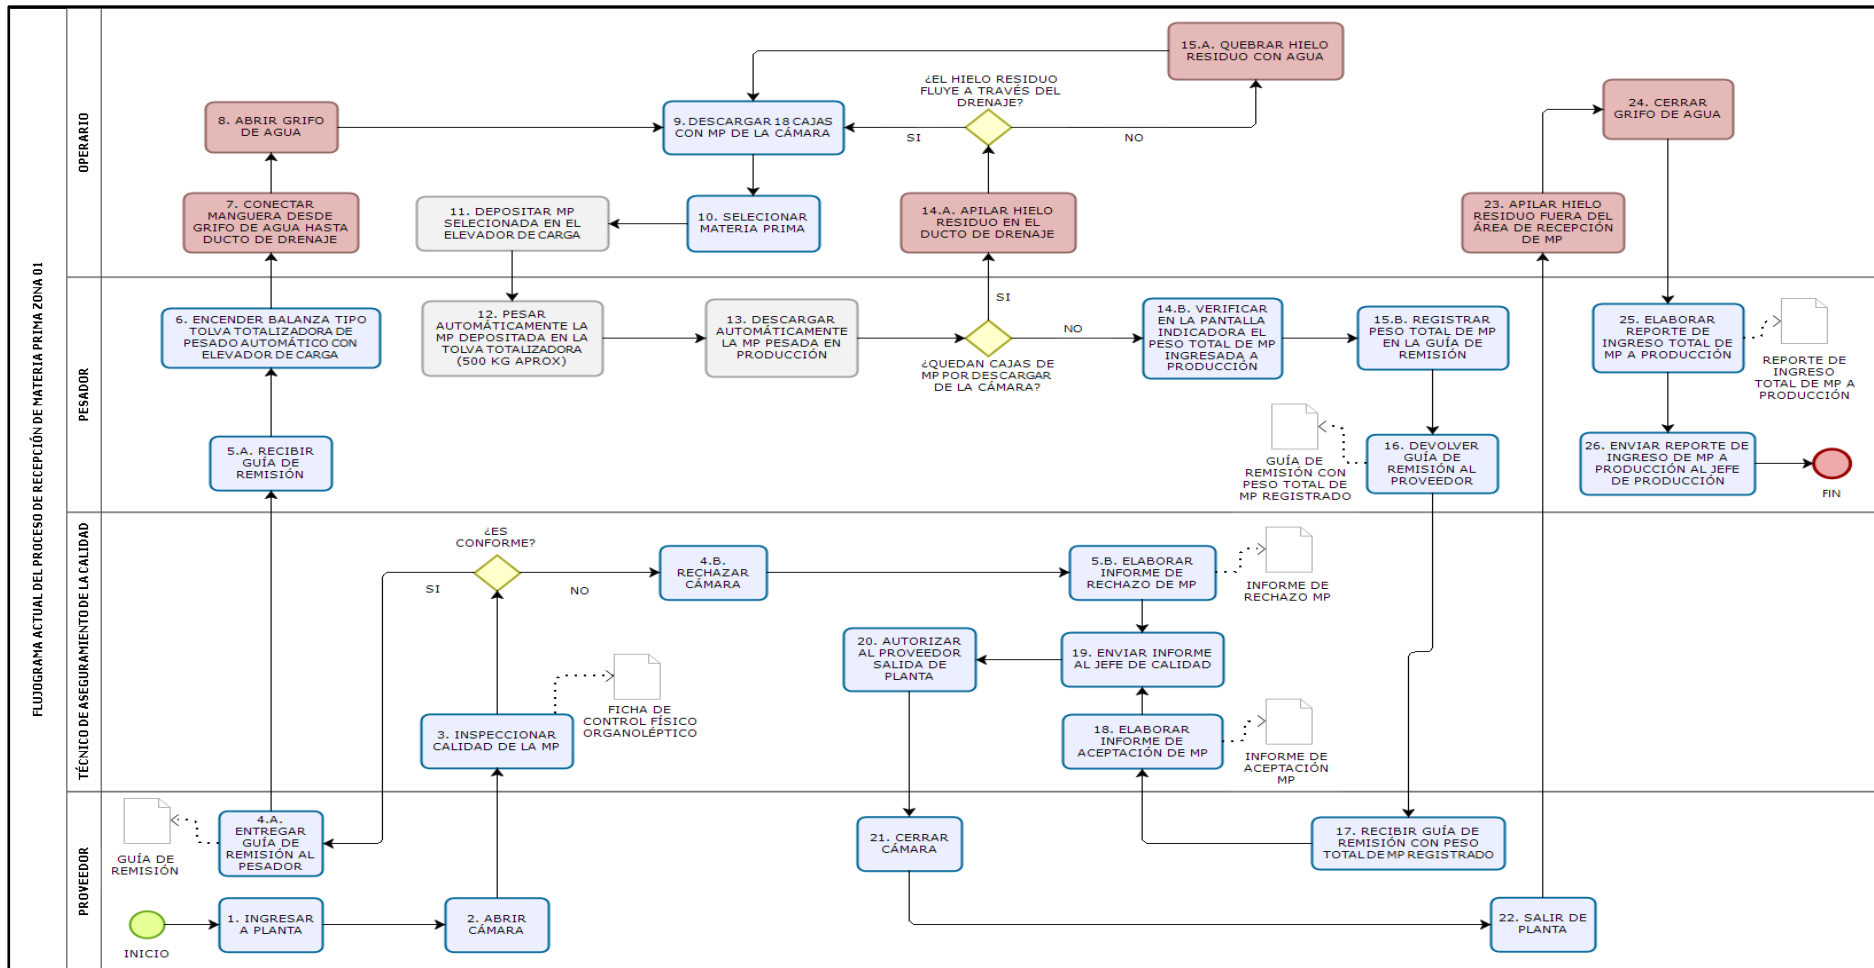 FLUJOGRAMA ACTUAL DEL PROCESO DE RECEPCIÓN DE MATERIA PRIMA ZONA 01
OPERARIO
15.A. QUEBRAR HIELO
RESIDUO CON AGUA
¿EL HIELO RESIDUO
FLUYE A TRAVÉS DEL
DRENAJE?
8. ABRIR GRIFO
DE AGUA
9. DESCARGAR 18 CAJAS
CON MP DE LA CÁMARA
SI
NO
24. CERRAR
GRIFO DE AGUA
7. CONECTAR
MANGUERA DESDE
GRIFO DE AGUA HASTA
DUCTO DE DRENAJE
11. DEPOSITAR MP
SELECCIONADA EN EL
ELEVADOR DE CARGA
10. SELECIONAR
MATERIA PRIMA
14.A. APILAR HIELO
RESIDUO EN EL
DUCTO DE DRENAJE
23. APILAR HIELO
RESIDUO FUERA DEL
ÁREA DE RECEPCIÓN
DE MP
PESADOR
6. ENCENDER BALANZA TIPO
TOLVA TOTALIZADORA DE
PESADO AUTOMÁTICO CON
ELEVADOR DE CARGA
12. PESAR
AUTOMÁTICAMENTE LA
MP DEPOSITADA EN LA
TOLVA TOTALIZADORA
(500 KG APROX)
13. DESCARGAR
AUTOMÁTICAMENTE
LA MP PESADA EN
PRODUCCIÓN
SI
NO
¿QUEDAN CAJAS DE
MP POR DESCARGAR
DE LA CÁMARA?
14.B. VERIFICAR
EN LA PANTALLA
INDICADORA EL
PESO TOTAL DE MP
INGRESADA A
PRODUCCIÓN
15.B. REGISTRAR
PESO TOTAL DE MP
EN LA GUÍA DE
REMISIÓN
25. ELABORAR
REPORTE DE
INGRESO TOTAL DE
MP A PRODUCCIÓN
REPORTE DE
INGRESO
TOTAL DE MP A
PRODUCCIÓN
5.A. RECIBIR
GUÍA DE
REMISIÓN
GUÍA DE
REMISIÓN CON
PESO TOTAL DE
MP REGISTRADO
16. DEVOLVER
GUÍA DE
REMISIÓN AL
PROVEEDOR
26. ENVIAR REPORTE DE
INGRESO DE MP A
PRODUCCIÓN AL JEFE
DE PRODUCCIÓN
FIN
TÉCNICO DE ASEGURAMIENTO DE LA CALIDAD
¿ES
CONFORME?
SI
NO
4.B.
RECHAZAR
CÁMARA
5.B. ELABORAR
INFORME DE
RECHAZO DE MP
INFORME DE
RECHAZO MP
20. AUTORIZAR
AL PROVEEDOR
SALIDA DE
PLANTA
19. ENVIAR INFORME
AL JEFE DE CALIDAD
FICHA DE
CONTROL FÍSICO
ORGANOLÉPTICO
3. INSPECCIONAR
CALIDAD DE LA MP
18. ELABORAR
INFORME DE
ACEPTACIÓN DE MP
INFORME DE
ACEPTACIÓN
MP
PROVEEDOR
GUÍA DE
REMISIÓN
4.A.
ENTREGAR
GUÍA DE
REMISIÓN AL
PESADOR
21. CERRAR
CÁMARA
17. RECIBIR GUÍA DE
REMISIÓN CON PESO
TOTAL DE MP REGISTRADO
INICIO
1. INGRESAR
A PLANTA
2. ABRIR
CÁMARA
22. SALIR DE
PLANTA